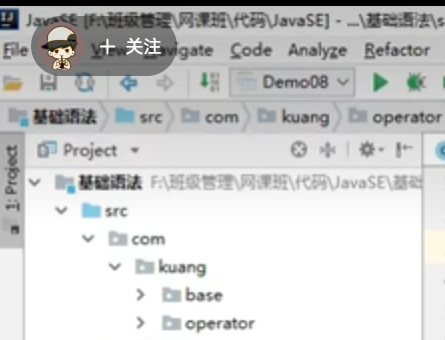 JavaSE [F:\班级管理\网课班\代码\JavaSE] - ...\基础语法\s
File View Navigate Code Analyze Refactor
+ 关注
Demo08
基础语法 src com kuang operator
1: Project
Project
基础语法 F:\班级管理\网课班\代码\JavaSE\基础
src
com
kuang
base
operator